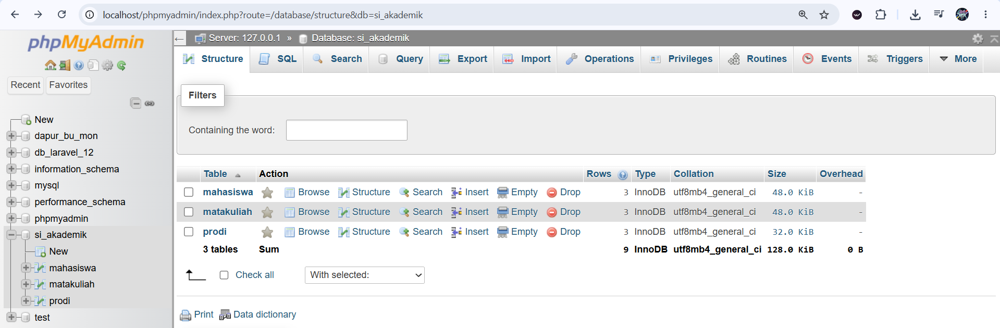 localhost/phpmyadmin/index.php?route=/database/structure&db=si_akademik
phpMyAdmin
Recent Favorites
New
dapur_bu_mon
db_laravel_12
information_schema
mysql
performance_schema
phpmyadmin
si_akademik
New
mahasiswa
matakuliah
prodi
test
Server: 127.0.0.1 » Database: si_akademik
Structure SQL Search Query Export Import Operations Privileges Routines Events Triggers More
Filters
Containing the word:
Table Action Rows Type Collation Size Overhead
mahasiswa Browse Structure Search Insert Empty Drop 3 InnoDB utf8mb4_general_ci 48.0 KiB -
matakuliah Browse Structure Search Insert Empty Drop 3 InnoDB utf8mb4_general_ci 48.0 KiB -
prodi Browse Structure Search Insert Empty Drop 3 InnoDB utf8mb4_general_ci 32.0 KiB -
3 tables Sum 9 InnoDB utf8mb4_general_ci 128.0 KiB 0 B
Check all With selected:
Print Data dictionary